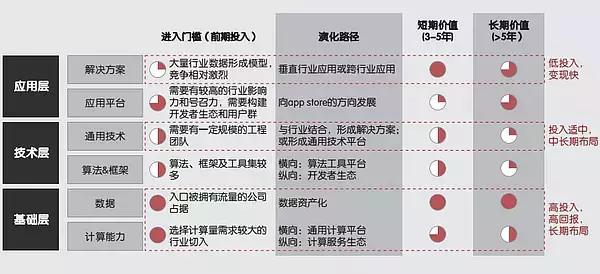 进入门槛（前期投入）
演化路径
短期价值
（3-5年）
长期价值
（>5年）
应用层
解决方案
大量行业数据形成模型，
竞争相对激烈
垂直行业应用或跨行业应用
低投入，
变现快
应用平台
需要有较高的行业影响
力和号召力，需要构建
开发者生态和用户群
向app store的方向发展
技术层
通用技术
需要有一定规模的工程
团队
与行业结合，形成解决方案；
或形成通用技术平台
投入适中，
中长期布局
算法&框架
算法、框架及工具集较
多
横向：算法工具平台
纵向：开发者生态
基础层
数据
入口被拥有流量的公司
占据
数据资产化
高投入，
高回报，
长期布局
计算能力
选择计算量需求较大的
行业切入
横向：通用计算平台
纵向：计算服务生态